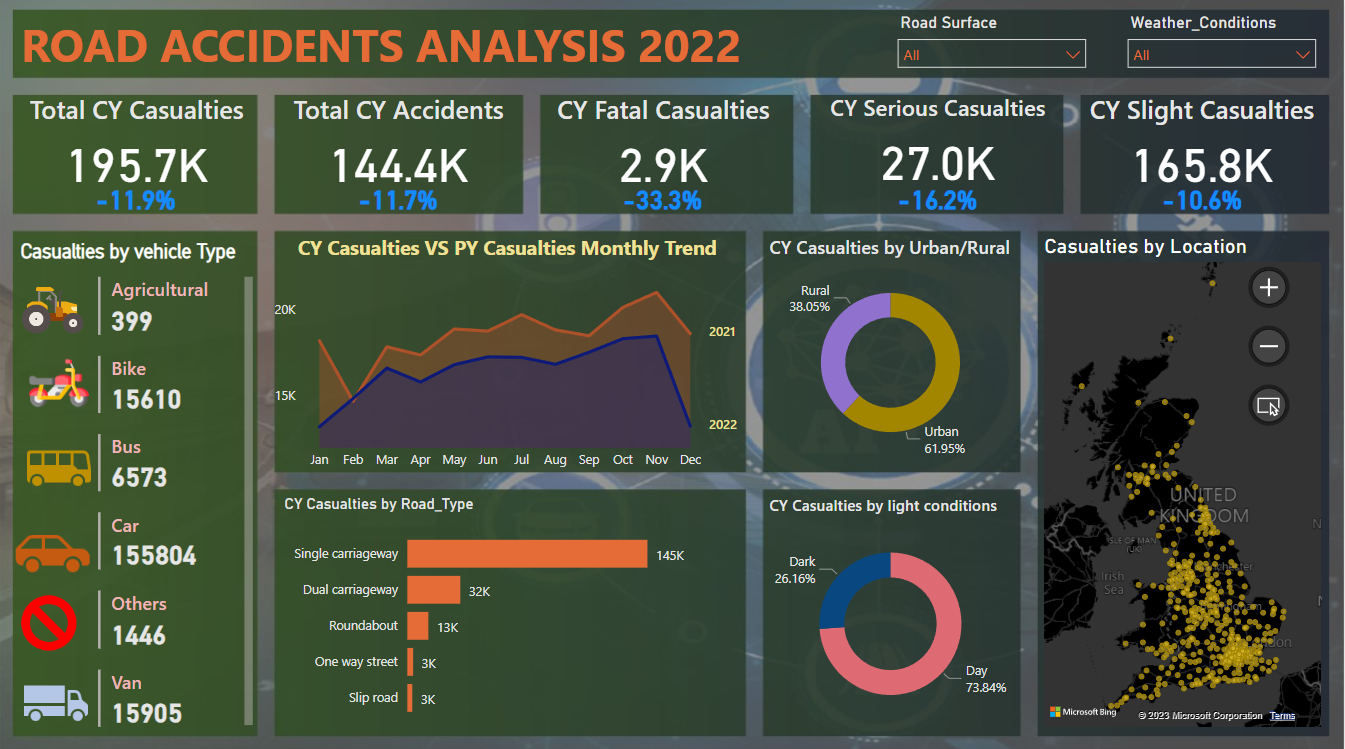 ROAD ACCIDENTS ANALYSIS 2022
Road Surface
All
Weather_Conditions
All
Total CY Casualties
195.7K
-11.9%
Total CY Accidents
144.4K
-11.7%
CY Fatal Casualties
2.9K
-33.3%
CY Serious Casualties
27.0K
-16.2%
CY Slight Casualties
165.8K
-10.6%
Casualties by vehicle Type
Agricultural
399
Bike
15610
Bus
6573
Car
155804
Others
1446
Van
15905
CY Casualties VS PY Casualties Monthly Trend
20K
15K
2021
2022
Jan Feb Mar Apr May Jun Jul Aug Sep Oct Nov Dec
CY Casualties by Urban/Rural
Rural
38.05%
Urban
61.95%
CY Casualties by Road_Type
Single carriageway 145K
Dual carriageway 32K
Roundabout 13K
One way street 3K
Slip road 3K
CY Casualties by light conditions
Dark
26.16%
Day
73.84%
Casualties by Location
UNITED
KINGDOM
ISLE OF MAN
(UK)
Irish
Sea
N
Microsoft Bing
© 2023 Microsoft Corporation Terms